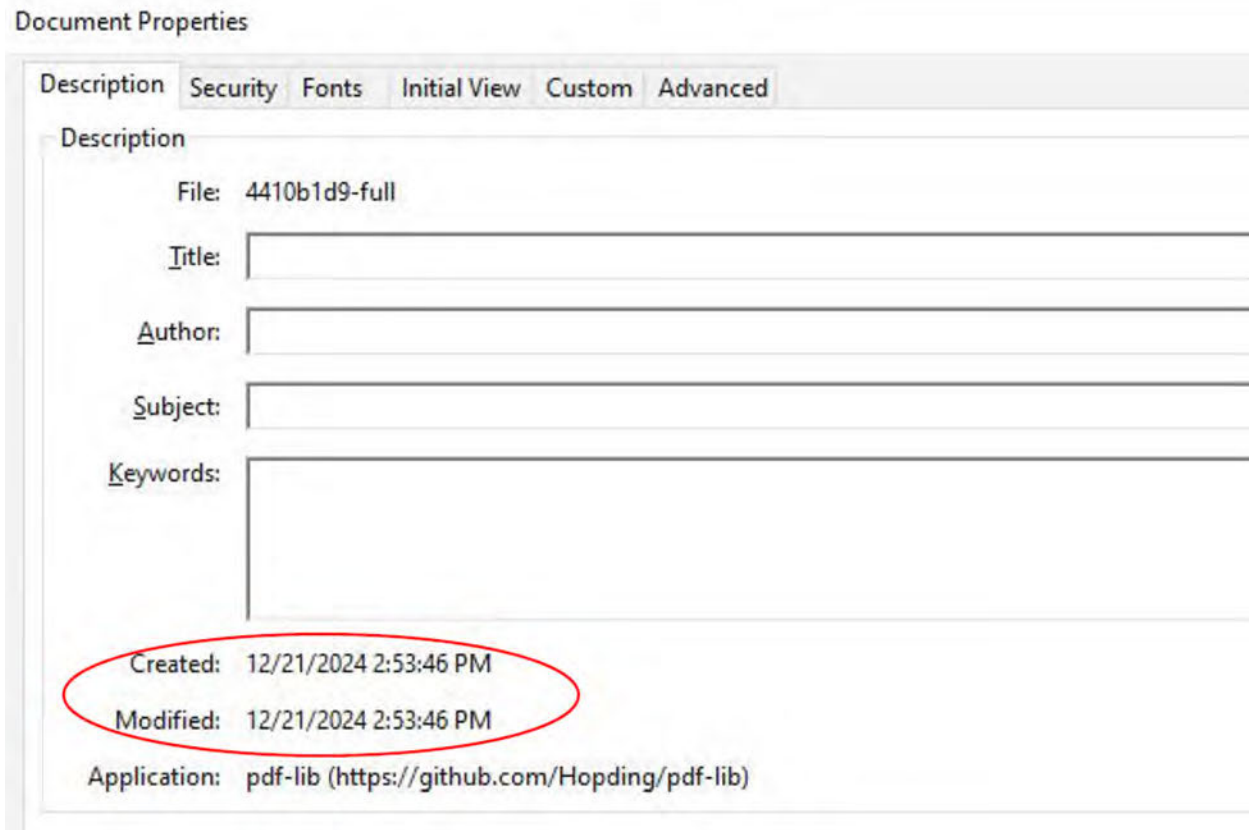 Document Properties
Description Security Fonts Initial View Custom Advanced
Description
File: 4410b1d9-full
Title:
Author:
Subject:
Keywords:
Created: 12/21/2024 2:53:46 PM
Modified: 12/21/2024 2:53:46 PM
Application: pdf-lib (https://github.com/Hopding/pdf-lib)